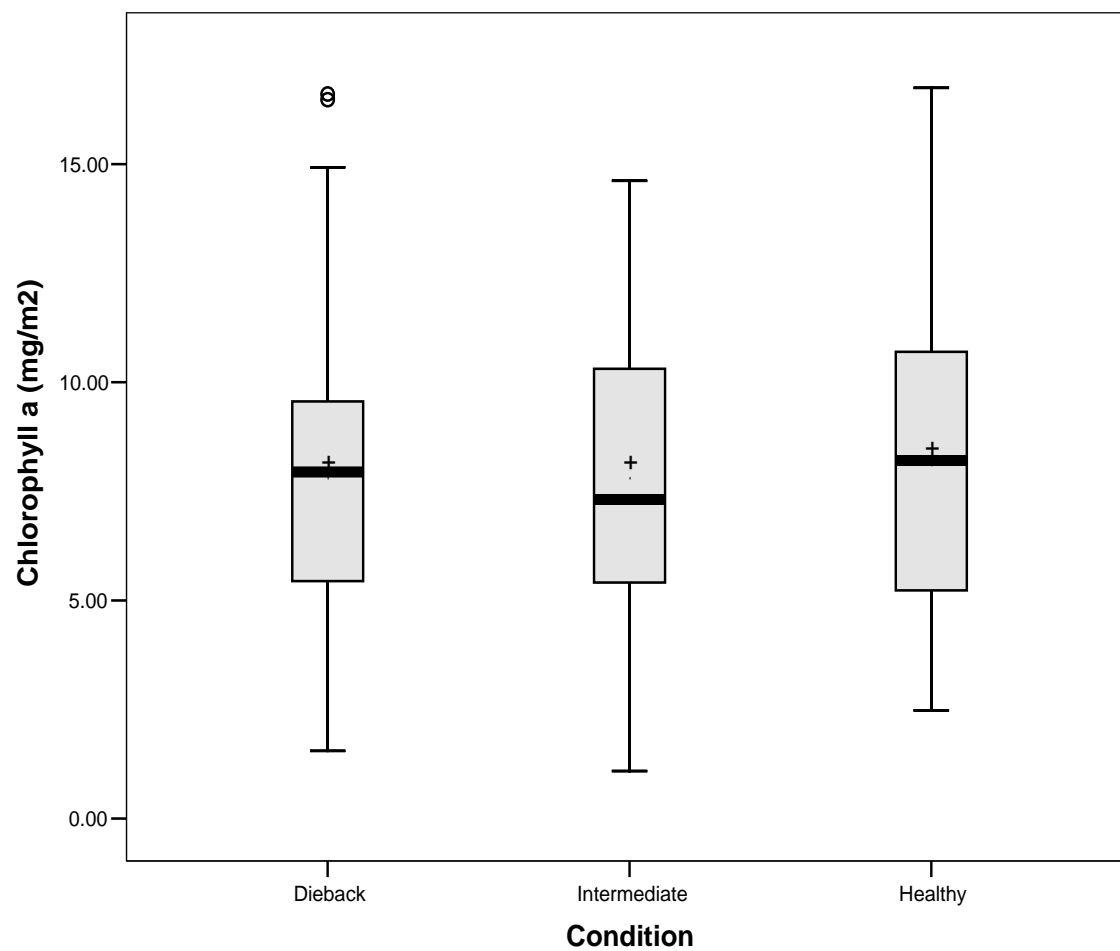 Chlorophyll a (mg/m2)
15.00
10.00
5.00
0.00
Dieback
Intermediate
Healthy
Condition